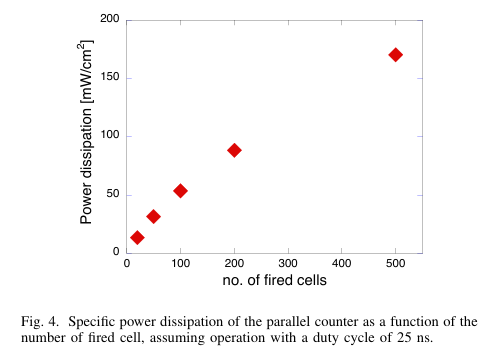 200
150
100
50
0
Power dissipation [mW/cm²]
0 100 200 300 400 500
no. of fired cells
Fig. 4. Specific power dissipation of the parallel counter as a function of the
number of fired cell, assuming operation with a duty cycle of 25 ns.